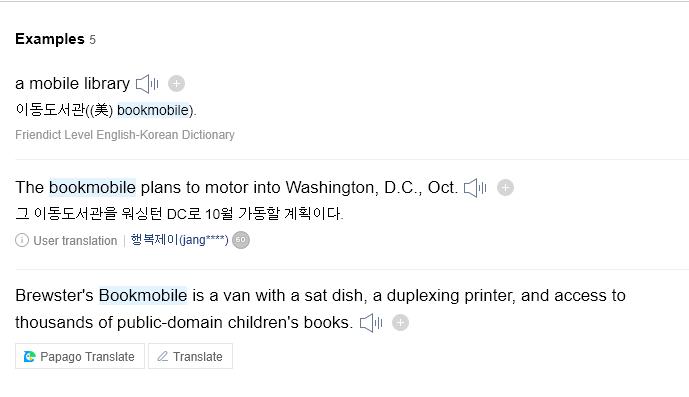 Examples 5
a mobile library
이동도서관((美) bookmobile).
Friendict Level English-Korean Dictionary
The bookmobile plans to motor into Washington, D.C., Oct.
그 이동도서관을 워싱턴 DC로 10월 가동할 계획이다.
User translation | 행복제이(jang****) 60
Brewster's Bookmobile is a van with a sat dish, a duplexing printer, and access to
thousands of public-domain children's books.
Papago Translate Translate